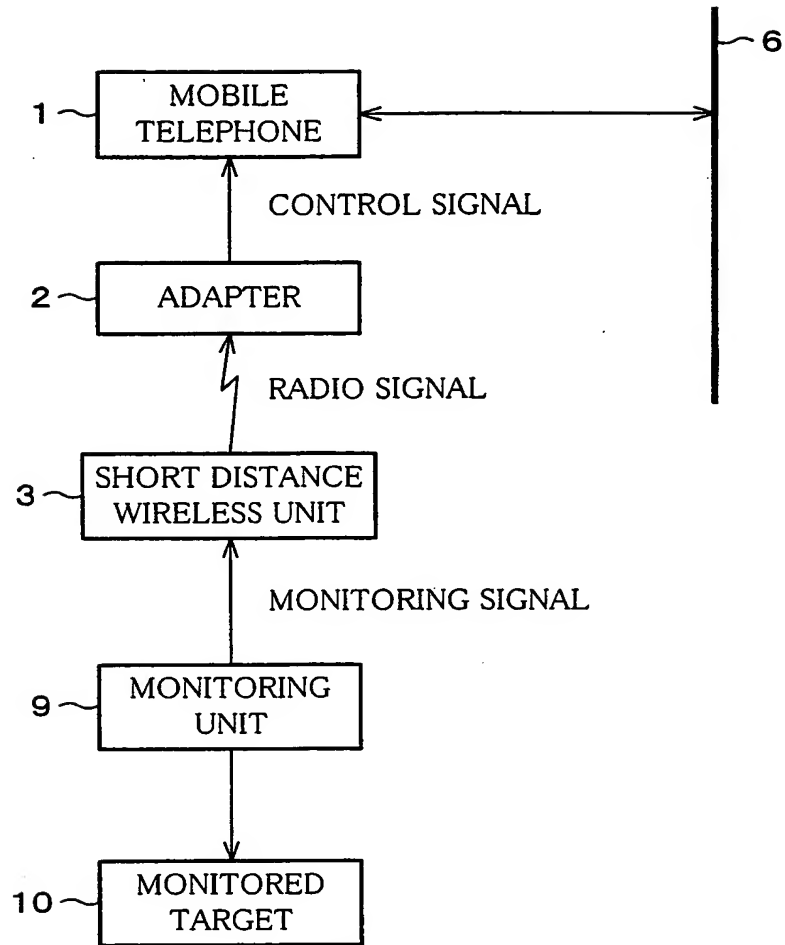 6
1
MOBILE
TELEPHONE
CONTROL SIGNAL
2
ADAPTER
RADIO SIGNAL
3
SHORT DISTANCE
WIRELESS UNIT
MONITORING SIGNAL
9
MONITORING
UNIT
10
MONITORED
TARGET